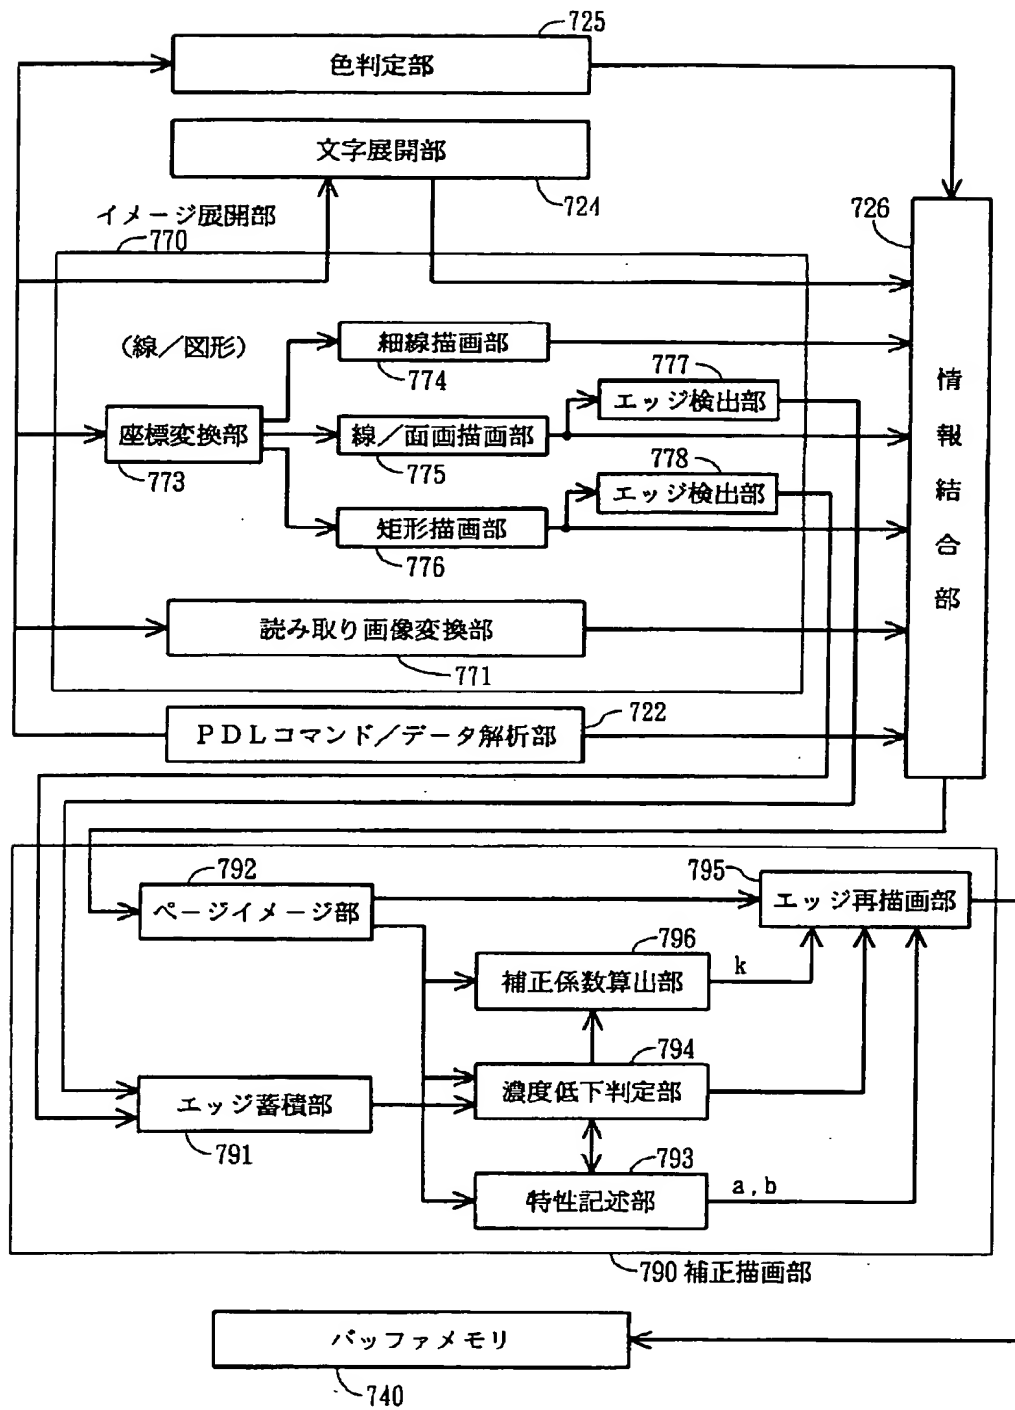 725
色判定部
文字展開部
724
イメージ展開部
770
726
(線/図形)
細線描画部
774
777
エッジ検出部
座標変換部
773
線/面画描画部
775
778
エッジ検出部
矩形描画部
776
情報結合部
読み取り画像変換部
771
722
PDLコマンド/データ解析部
792
ページイメージ部
795
エッジ再描画部
796
補正係数算出部
k
794
濃度低下判定部
エッジ蓄積部
791
793
特性記述部
a,b
790 補正描画部
バッファメモリ
740